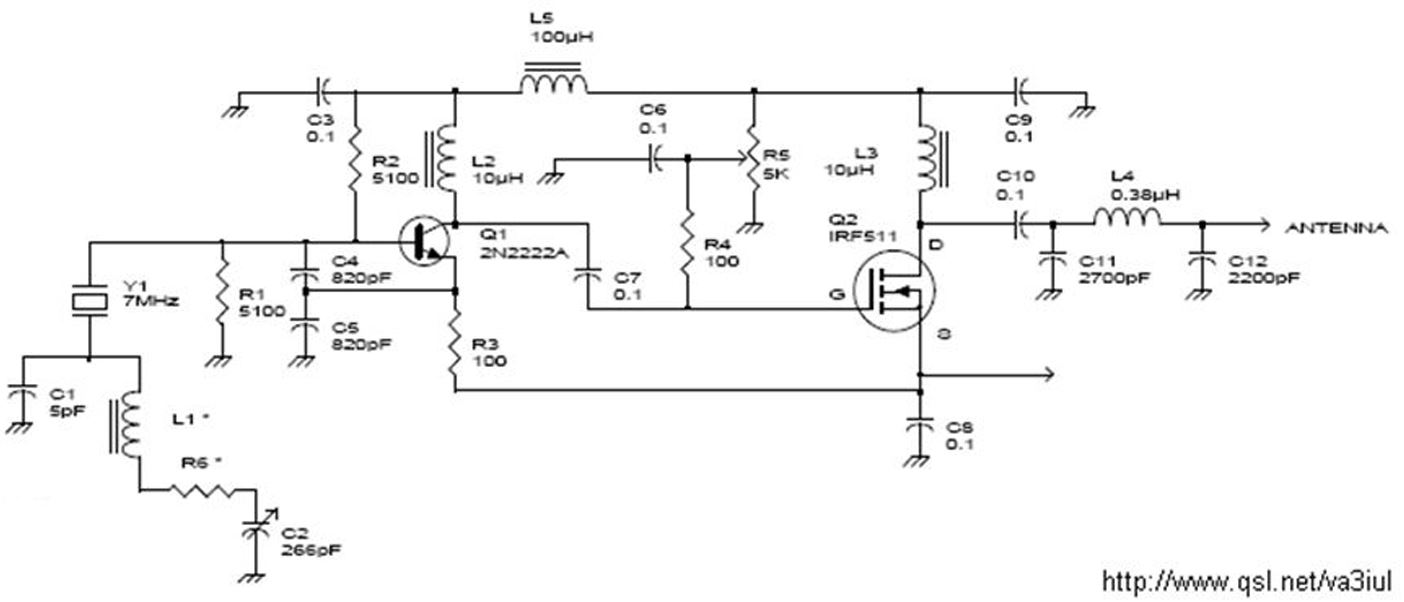 L5
100µH
C3
0.1
R2
5100
L2
10µH
C6
0.1
R5
5K
L3
10µH
C9
0.1
C10
0.1
L4
0.38µH
ANTENNA
Q1
2N2222A
Q2
IRF511
D
G
S
R4
100
C7
0.1
C11
2700pF
C12
2200pF
Y1
7MHz
R1
5100
C4
820pF
C5
820pF
R3
100
C1
5pF
L1 *
R6 *
C2
266pF
C8
0.1
http://www.qsl.net/va3iul